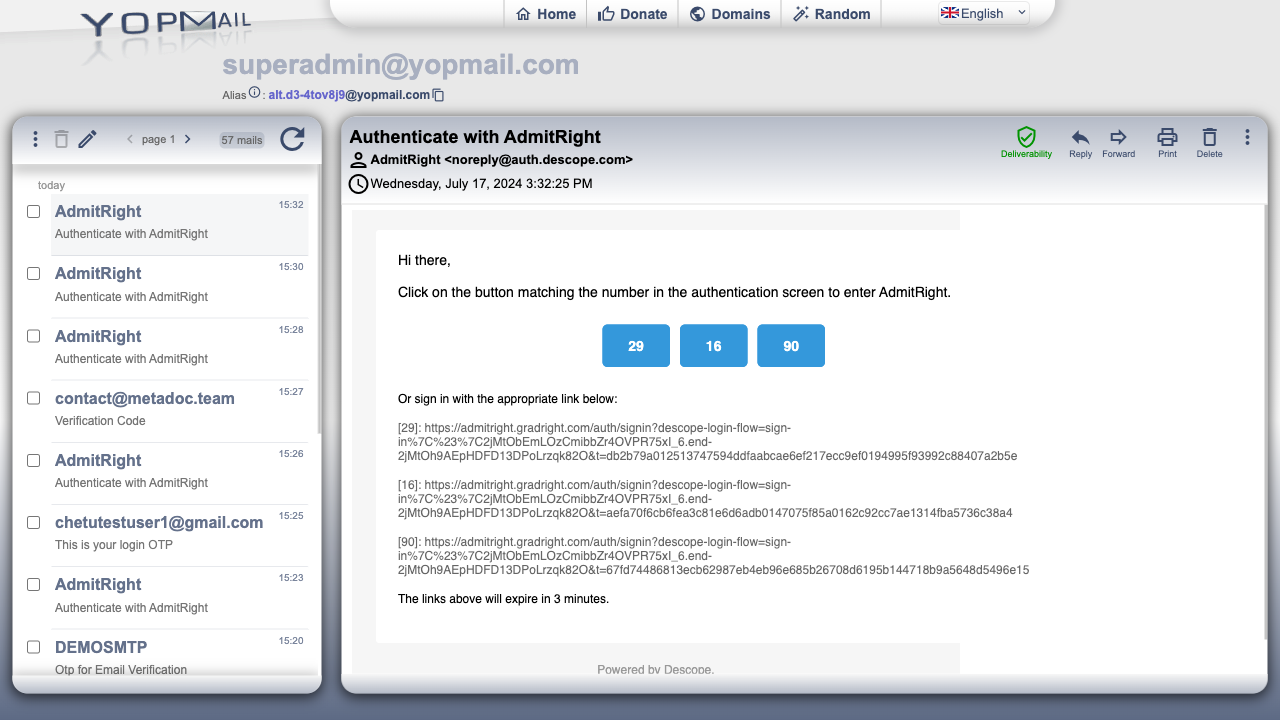 YOPMAIL
Home
Donate
Domains
Random
English
superadmin@yopmail.com
Alias : alt.d3-4tov8j9@yopmail.com
page 1
57 mails
today
AdmitRight 15:32
Authenticate with AdmitRight
AdmitRight 15:30
Authenticate with AdmitRight
AdmitRight 15:28
Authenticate with AdmitRight
contact@metadoc.team 15:27
Verification Code
AdmitRight 15:26
Authenticate with AdmitRight
chetutestuser1@gmail.com 15:25
This is your login OTP
AdmitRight 15:23
Authenticate with AdmitRight
DEMOSMTP 15:20
Otp for Email Verification
Authenticate with AdmitRight
AdmitRight <noreply@auth.descope.com>
Wednesday, July 17, 2024 3:32:25 PM
Deliverability
Reply
Forward
Print
Delete
Hi there,
Click on the button matching the number in the authentication screen to enter AdmitRight.
29 16 90
Or sign in with the appropriate link below:
[29]: https://admitright.gradright.com/auth/signin?descope-login-flow=sign-
in%7C%23%7C2jMtObEmLOzCmibbZr4OVPR75xI_6.end-
2jMtOh9AEpHDFD13DPoLrzqk82O&t=db2b79a012513747594ddfaabcae6ef217ecc9ef0194995f93992c88407a2b5e
[16]: https://admitright.gradright.com/auth/signin?descope-login-flow=sign-
in%7C%23%7C2jMtObEmLOzCmibbZr4OVPR75xI_6.end-
2jMtOh9AEpHDFD13DPoLrzqk82O&t=aefa70f6cb6fea3c81e6d6adb0147075f85a0162c92cc7ae1314fba5736c38a4
[90]: https://admitright.gradright.com/auth/signin?descope-login-flow=sign-
in%7C%23%7C2jMtObEmLOzCmibbZr4OVPR75xI_6.end-
2jMtOh9AEpHDFD13DPoLrzqk82O&t=67fd74486813ecb62987eb4eb96e685b26708d6195b144718b9a5648d5496e15
The links above will expire in 3 minutes.
Powered by Descope.